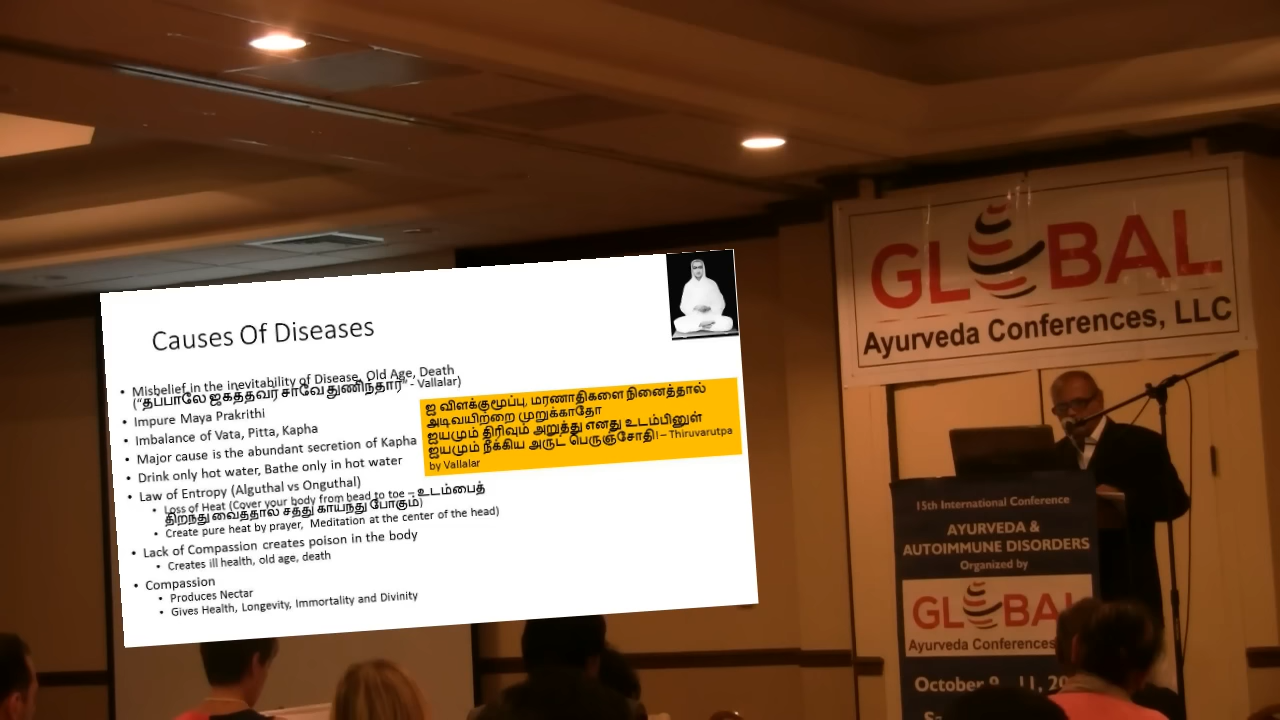 Causes Of Diseases
• Misbelief in the inevitability of Disease, Old Age, Death
("தப்பாலே ஜகத்தவர் சாவே துணிந்தார்" - Vallalar)
• Impure Maya Prakrithi
• Imbalance of Vata, Pitta, Kapha
• Major cause is the abundant secretion of Kapha
• Drink only hot water, Bathe only in hot water
• Law of Entropy (Alguthal vs Onguthal)
• Loss of Heat (Cover your body from head to toe – உடம்பைத்
திறந்து வைத்தால் சத்து காய்ந்து போகும்)
• Create pure heat by prayer, Meditation at the center of the head)
• Lack of Compassion creates poison in the body
• Creates ill health, old age, death
• Compassion
• Produces Nectar
• Gives Health, Longevity, Immortality and Divinity
ஐ விளக்குமூப்பு, மரணாதிகளை நினைத்தால்
அடிவயிற்றை முறுக்காதோ
ஐயமும் திரிவும் அறுத்து எனது உடம்பினுள்
ஐயமும் நீக்கிய அருட் பெருஞ்சோதி! – Thiruvarutpa
by Vallalar
GLOBAL
Ayurveda Conferences, LLC
15th International Conference
AYURVEDA &
AUTOIMMUNE DISORDERS
Organized by
GLOBAL
Ayurveda Conferences
October 9 - 11, 20